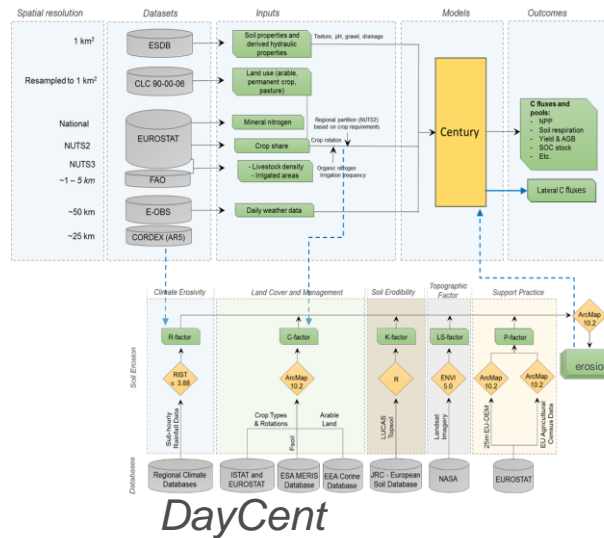 Spatial resolution
Datasets
Inputs
Models
Outcomes
1 km²
ESDB
Soil properties and
derived hydraulic
properties
Texture, pH, gravel, drainage
Resampled to 1 km²
CLC 90-00-06
Land use (arable,
permanent crop,
pasture)
National
EUROSTAT
Mineral nitrogen
Regional partition (NUTS2)
based on crop requirements
NUTS2
Crop share
Crop rotation
NUTS3
~1 – 5 km
FAO
- Livestock density
- Irrigated areas
Organic nitrogen
Irrigation frequency
~50 km
E-OBS
Daily weather data
~25 km
CORDEX (AR5)
Century
C fluxes and
pools:
- NPP
- Soil respiration
- Yield & AGB
- SOC stock
- Etc.
Lateral C fluxes
Climate Erosivity
Land Cover and Management
Soil Erodibility
Topographic
Factor
Support Practice
Soil Erosion
R-factor
C-factor
K-factor
LS-factor
P-factor
ArcMap
10.2
erosion
RIST
v. 3.88
ArcMap
10.2
R
ENVI
5.0
ArcMap
10.2
ArcMap
10.2
Sub-hourly
Rainfall Data
Crop Types
& Rotations
Fsoil
Arable
Land
LUCAS
Topsoil
Landsat
Imagery
25m EU-DEM
EU Agricultural
Census Data
Databases
Regional Climate
Databases
ISTAT and
EUROSTAT
ESA MERIS
Database
EEA Corine
Database
JRC - European
Soil Database
NASA
EUROSTAT
DayCent